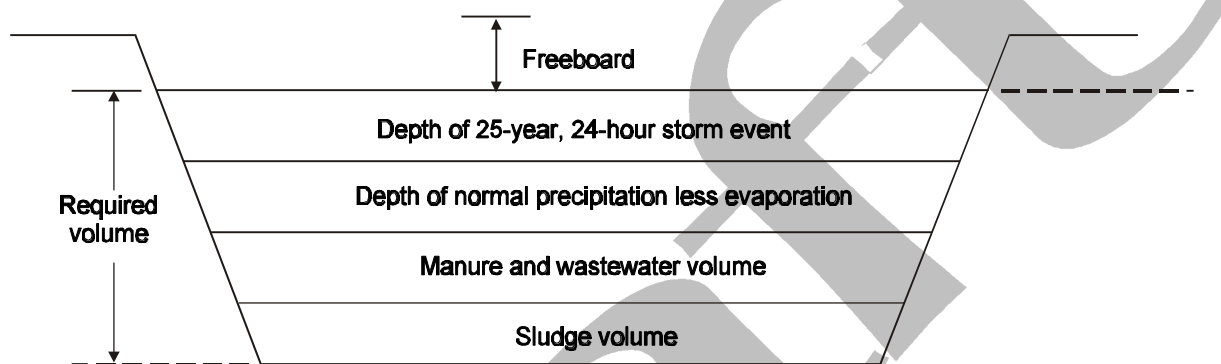 Freeboard
Depth of 25-year, 24-hour storm event
Depth of normal precipitation less evaporation
Required
volume
Manure and wastewater volume
Sludge volume